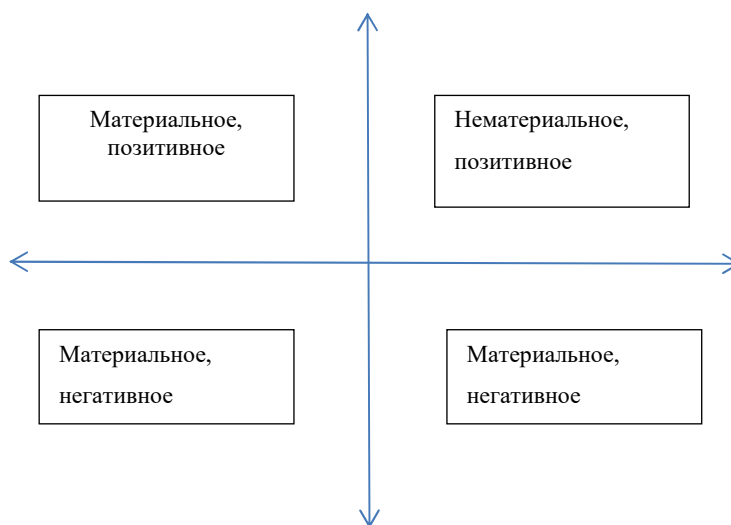 Материальное,
позитивное
Нематериальное,
позитивное
Материальное,
негативное
Материальное,
негативное